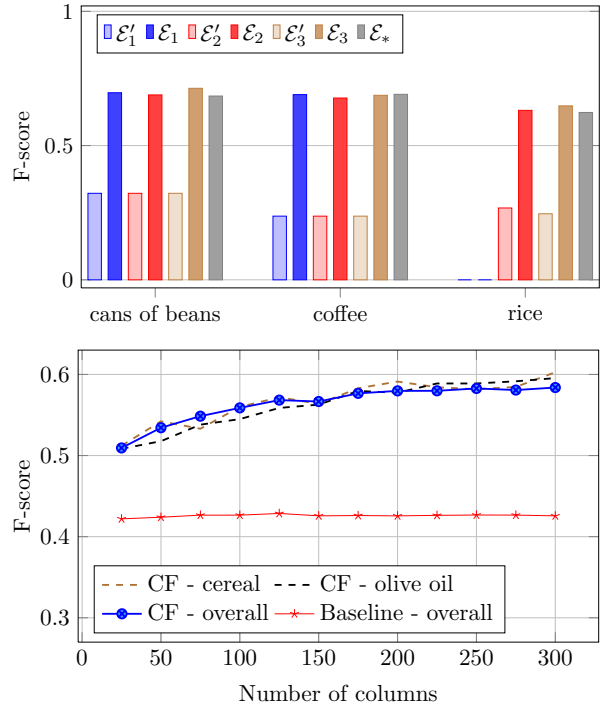 1
0.5
0
F-score
ℰ′₁ ℰ₁ ℰ′₂ ℰ₂ ℰ′₃ ℰ₃ ℰ∗
cans of beans coffee rice
0.6
0.5
0.4
0.3
F-score
CF - cereal CF - olive oil
CF - overall Baseline - overall
0 50 100 150 200 250 300
Number of columns